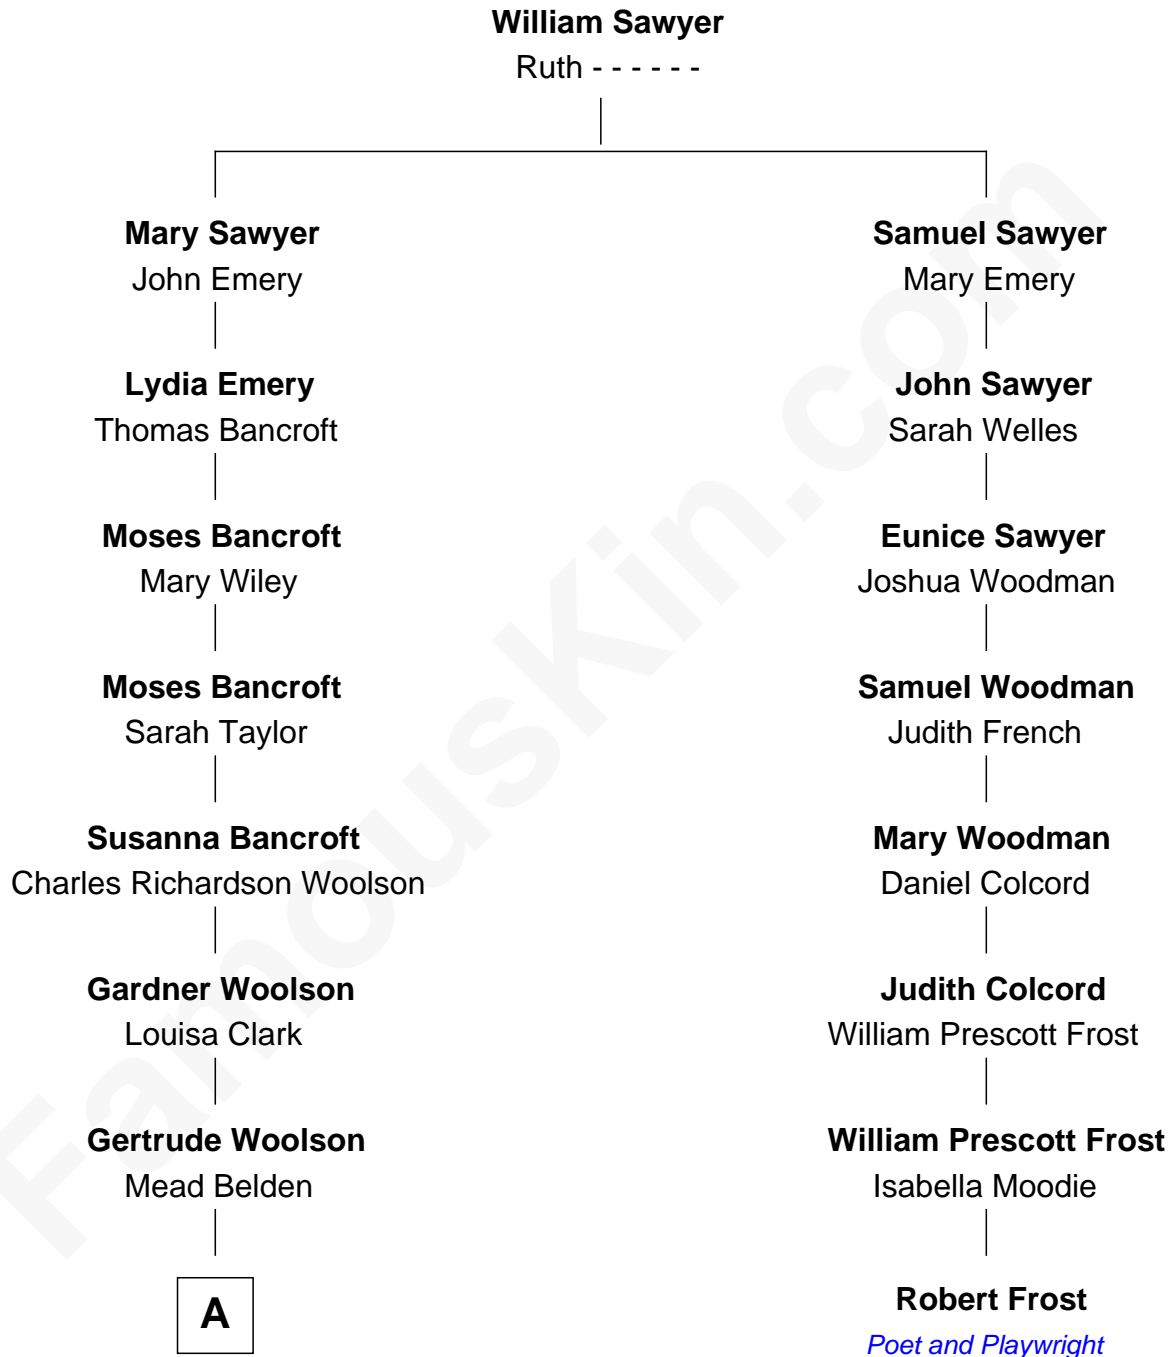 William Sawyer
Ruth - - - - - -
Mary Sawyer
John Emery
Samuel Sawyer
Mary Emery
Lydia Emery
Thomas Bancroft
John Sawyer
Sarah Welles
Moses Bancroft
Mary Wiley
Eunice Sawyer
Joshua Woodman
Moses Bancroft
Sarah Taylor
Samuel Woodman
Judith French
Susanna Bancroft
Charles Richardson Woolson
Mary Woodman
Daniel Colcord
Gardner Woolson
Louisa Clark
Judith Colcord
William Prescott Frost
Gertrude Woolson
Mead Belden
William Prescott Frost
Isabella Moodie
A
Robert Frost
Poet and Playwright
FamousKin.com